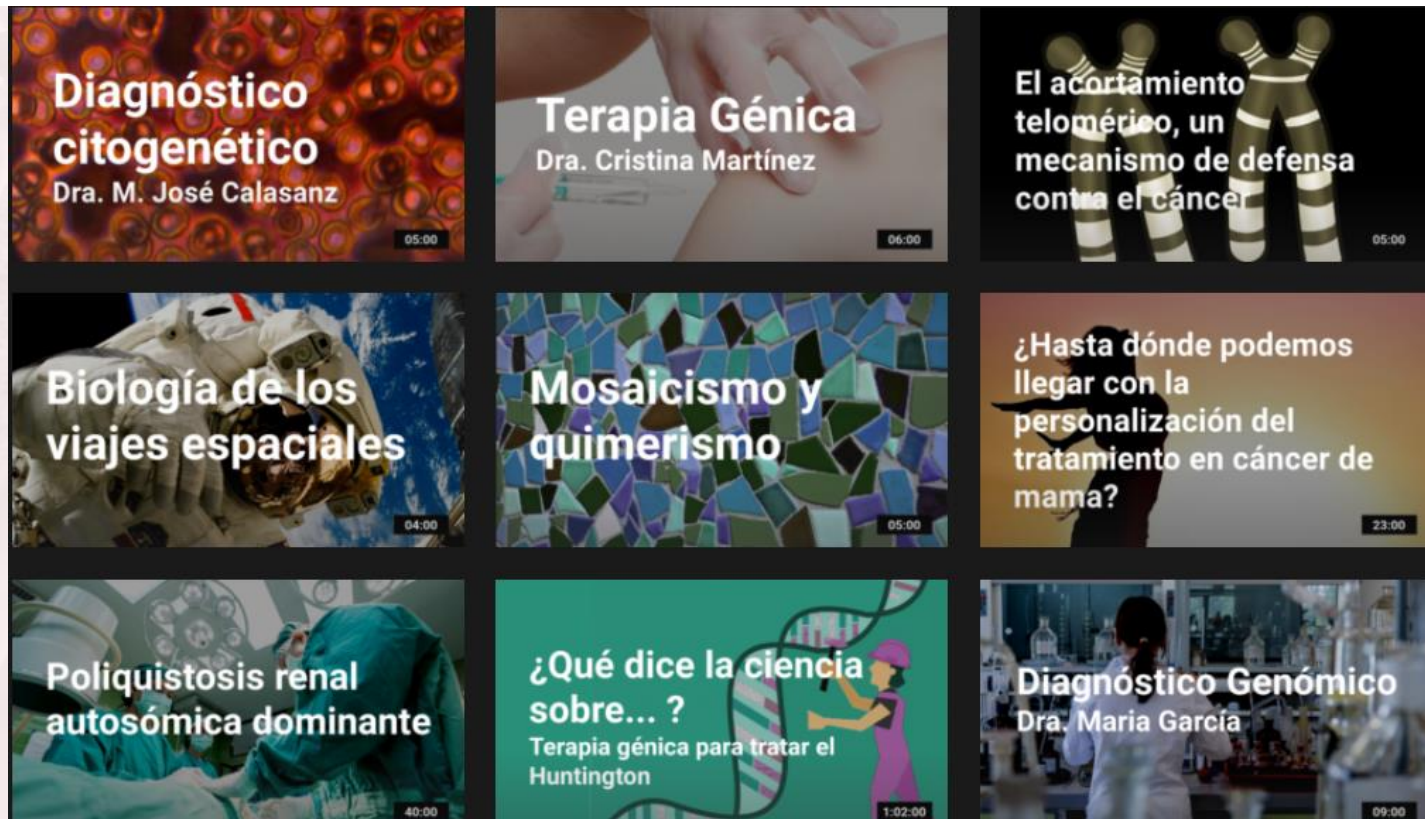 Diagnóstico
citogenético
Dra. M. José Calasanz
05:00
Terapia Génica
Dra. Cristina Martínez
06:00
El acortamiento
telomérico, un
mecanismo de defensa
contra el cáncer
05:00
Biología de los
viajes espaciales
04:00
Mosaicismo y
quimerismo
05:00
¿Hasta dónde podemos
llegar con la
personalización del
tratamiento en cáncer de
mama?
23:00
Poliquistosis renal
autosómica dominante
40:00
¿Qué dice la ciencia
sobre... ?
Terapia génica para tratar el
Huntington
1:02:00
Diagnóstico Genómico
Dra. Maria García
09:00